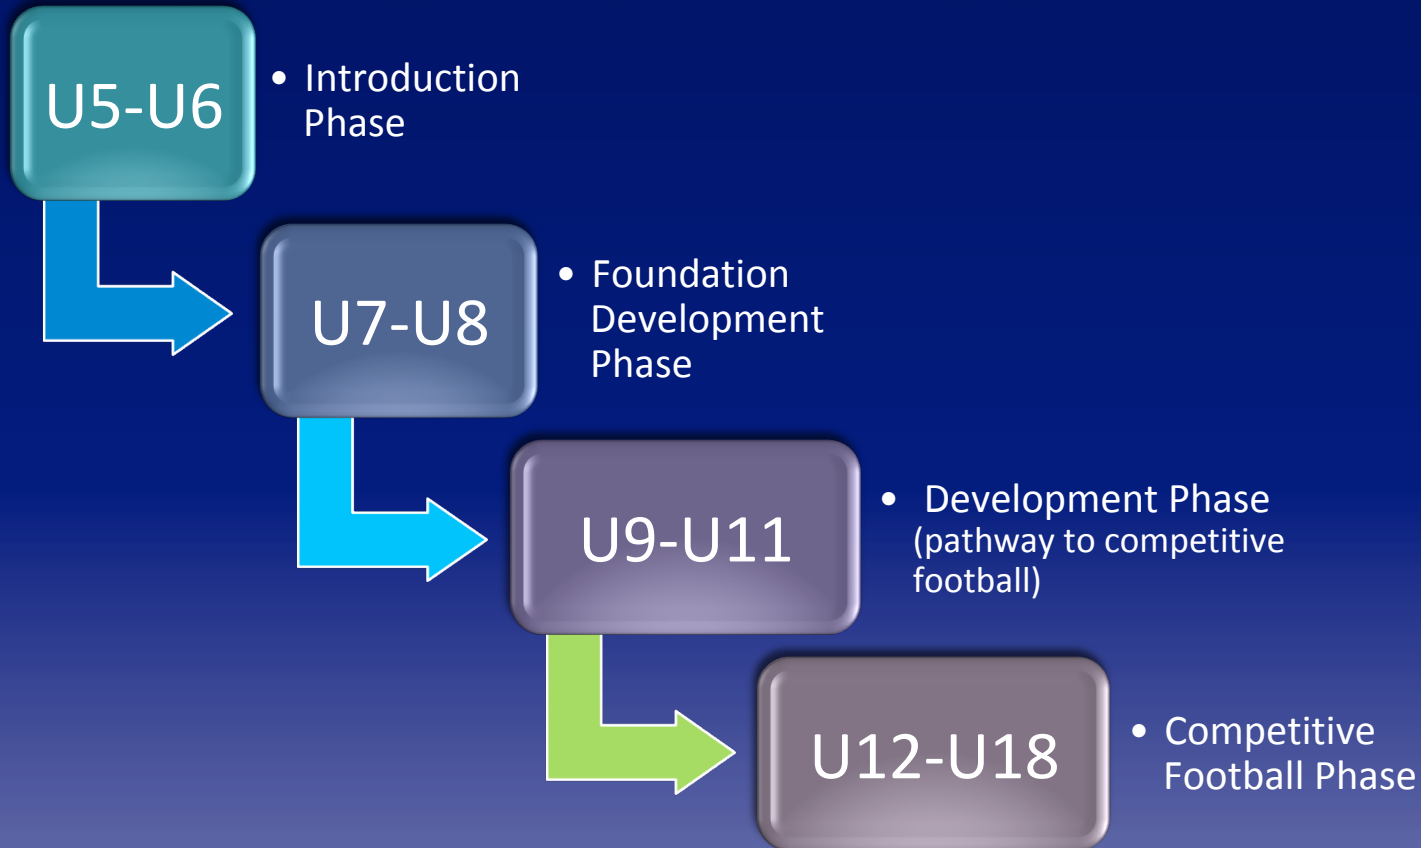 U5-U6
• Introduction
Phase
U7-U8
• Foundation
Development
Phase
U9-U11
• Development Phase
(pathway to competitive
football)
U12-U18
• Competitive
Football Phase